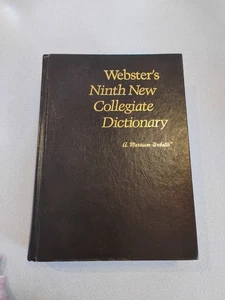 Webster's
Ninth New
Collegiate
Dictionary
A Merriam-Webster®